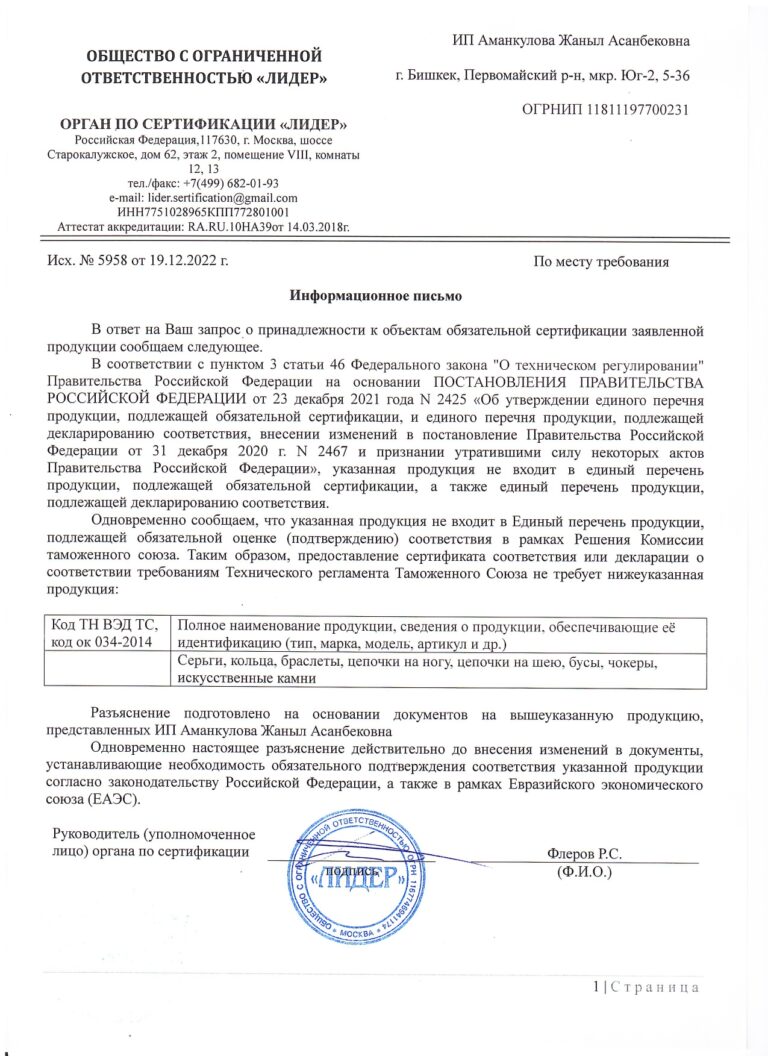 ОБЩЕСТВО С ОГРАНИЧЕННОЙ
ОТВЕТСТВЕННОСТЬЮ «ЛИДЕР»
ОРГАН ПО СЕРТИФИКАЦИИ «ЛИДЕР»
Российская Федерация,117630, г. Москва, шоссе
Старокалужское, дом 62, этаж 2, помещение VIII, комнаты
12, 13
тел./факс: +7(499) 682-01-93
e-mail: lider.sertification@gmail.com
ИНН7751028965КПП772801001
Аттестат аккредитации: RA.RU.10НА39от 14.03.2018г.
ИП Аманкулова Жаныл Асанбековна
г. Бишкек, Первомайский р-н, мкр. Юг-2, 5-36
ОГРНИП 11811197700231
Исх. № 5958 от 19.12.2022 г.
По месту требования
Информационное письмо
В ответ на Ваш запрос о принадлежности к объектам обязательной сертификации заявленной
продукции сообщаем следующее.
В соответствии с пунктом 3 статьи 46 Федерального закона "О техническом регулировании"
Правительства Российской Федерации на основании ПОСТАНОВЛЕНИЯ ПРАВИТЕЛЬСТВА
РОССИЙСКОЙ ФЕДЕРАЦИИ от 23 декабря 2021 года N 2425 «Об утверждении единого перечня
продукции, подлежащей обязательной сертификации, и единого перечня продукции, подлежащей
декларированию соответствия, внесении изменений в постановление Правительства Российской
Федерации от 31 декабря 2020 г. N 2467 и признании утратившими силу некоторых актов
Правительства Российской Федерации», указанная продукция не входит в единый перечень
продукции, подлежащей обязательной сертификации, а также единый перечень продукции,
подлежащей декларированию соответствия.
Одновременно сообщаем, что указанная продукция не входит в Единый перечень продукции,
подлежащей обязательной оценке (подтверждению) соответствия в рамках Решения Комиссии
таможенного союза. Таким образом, предоставление сертификата соответствия или декларации о
соответствии требованиям Технического регламента Таможенного Союза не требует нижеуказанная
продукция:
Код ТН ВЭД ТС,
код ок 034-2014
Полное наименование продукции, сведения о продукции, обеспечивающие её
идентификацию (тип, марка, модель, артикул и др.)
Серьги, кольца, браслеты, цепочки на ногу, цепочки на шею, бусы, чокеры,
искусственные камни
Разъяснение подготовлено на основании документов на вышеуказанную продукцию,
представленных ИП Аманкулова Жаныл Асанбековна
Одновременно настоящее разъяснение действительно до внесения изменений в документы,
устанавливающие необходимость обязательного подтверждения соответствия указанной продукции
согласно законодательству Российской Федерации, а также в рамках Евразийского экономического
союза (ЕАЭС).
Руководитель (уполномоченное
лицо) органа по сертификации
подпись
Флеров Р.С.
(Ф.И.О.)
ОБЩЕСТВО С ОГРАНИЧЕННОЙ ОТВЕТСТВЕННОСТЬЮ ОГРН 1167746941174
«ЛИДЕР»
* МОСКВА *
1 | Страница